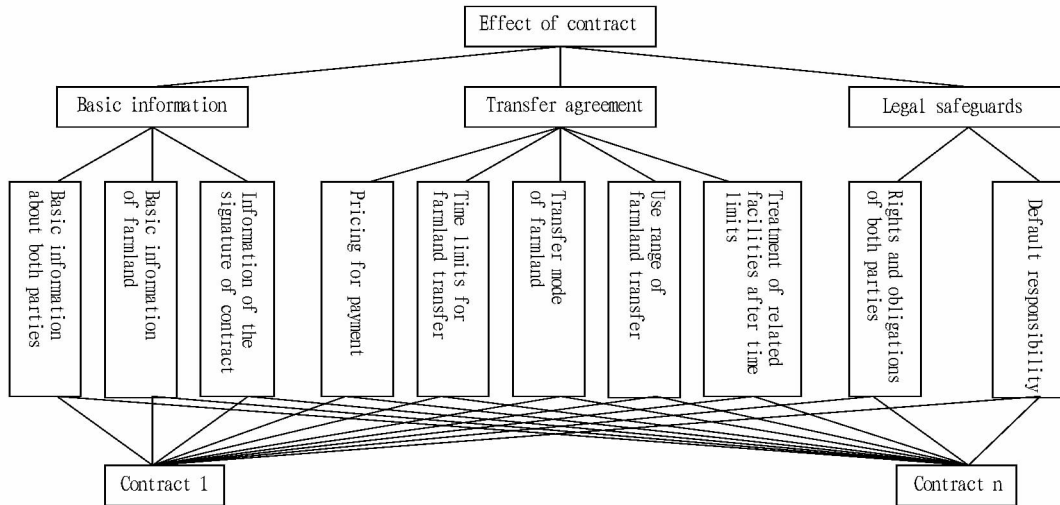 Effect of contract
Basic information
Transfer agreement
Legal safeguards
Basic information
about both parties
Basic information
of farmland
Information of the
signature of contract
Pricing for payment
Time limits for
farmland transfer
Transfer mode
of farmland
Use range of
farmland transfer
Treatment of related
facilities after time
limits
Rights and obligations
of both parties
Default responsibility
Contract 1
Contract n